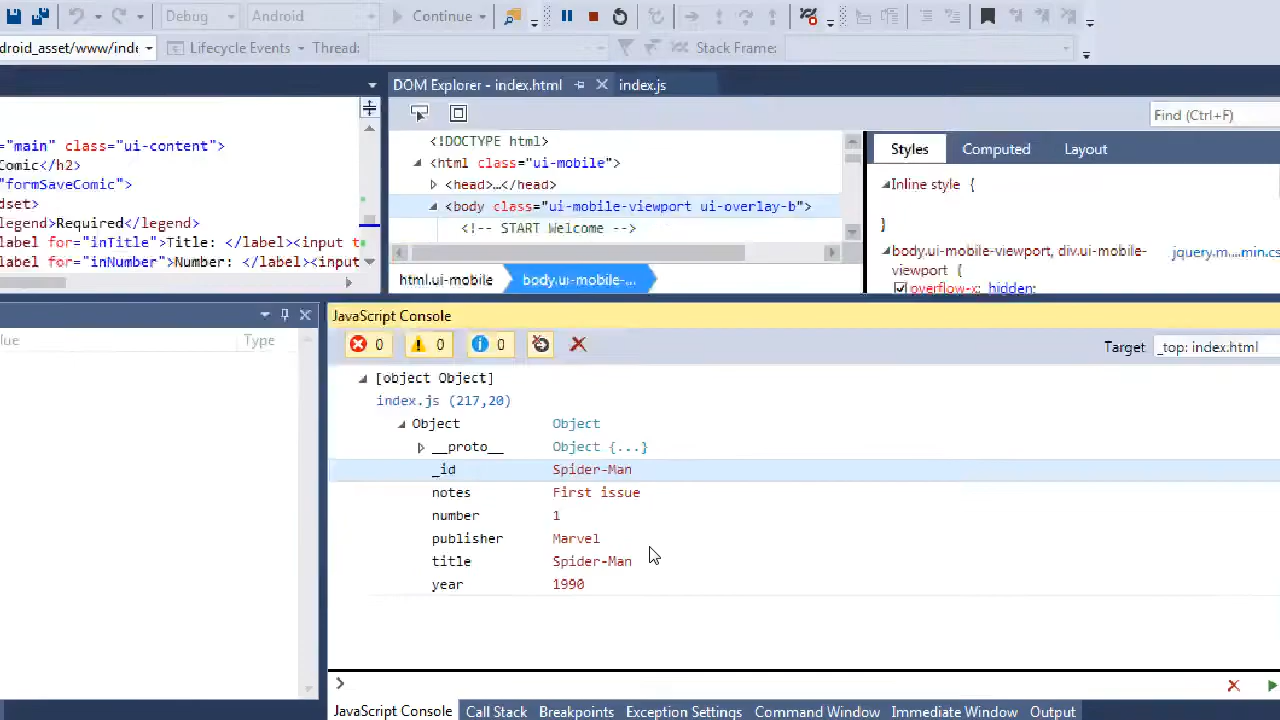 Debug Android Continue
droid_asset/www/inde Lifecycle Events Thread: Stack Frame:
DOM Explorer - index.html index.js
Find (Ctrl+F)
="main" class="ui-content">
Comic</h2>
"formSaveComic">
dset>
legend>Required</legend>
label for="inTitle">Title: </label><input t
label for="inNumber">Number: </label><input
<!DOCTYPE html>
<html class="ui-mobile">
<head>...</head>
<body class="ui-mobile-viewport ui-overlay-b">
<!-- START Welcome -->
html.ui-mobile body.ui-mobile-...
Styles Computed Layout
Inline style {
}
body.ui-mobile-viewport, div.ui-mobile- jquery.m....min.cs
viewport {
overflow-x: hidden;
lue Type
JavaScript Console
0 0 0
Target _top: index.html
[object Object]
index.js (217,20)
Object Object
__proto__ Object {...}
_id Spider-Man
notes First issue
number 1
publisher Marvel
title Spider-Man
year 1990
JavaScript Console Call Stack Breakpoints Exception Settings Command Window Immediate Window Output